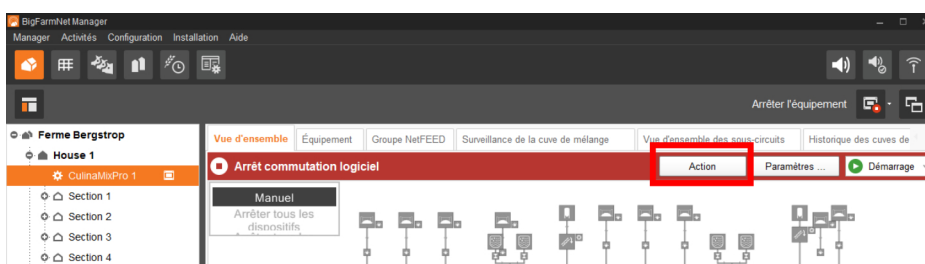 BigFarmNet Manager
Manager Activités Configuration Installation Aide
Arrêter l'équipement
Ferme Bergstrop
House 1
CulinaMixPro 1
Section 1
Section 2
Section 3
Section 4
Vue d'ensemble Équipement Groupe NetFEED Surveillance de la cuve de mélange Vue d'ensemble des sous-circuits Historique des cuves de
Arrêt commutation logiciel Action Paramètres ... Démarrage
Manuel
Arrêter tous les
dispositifs